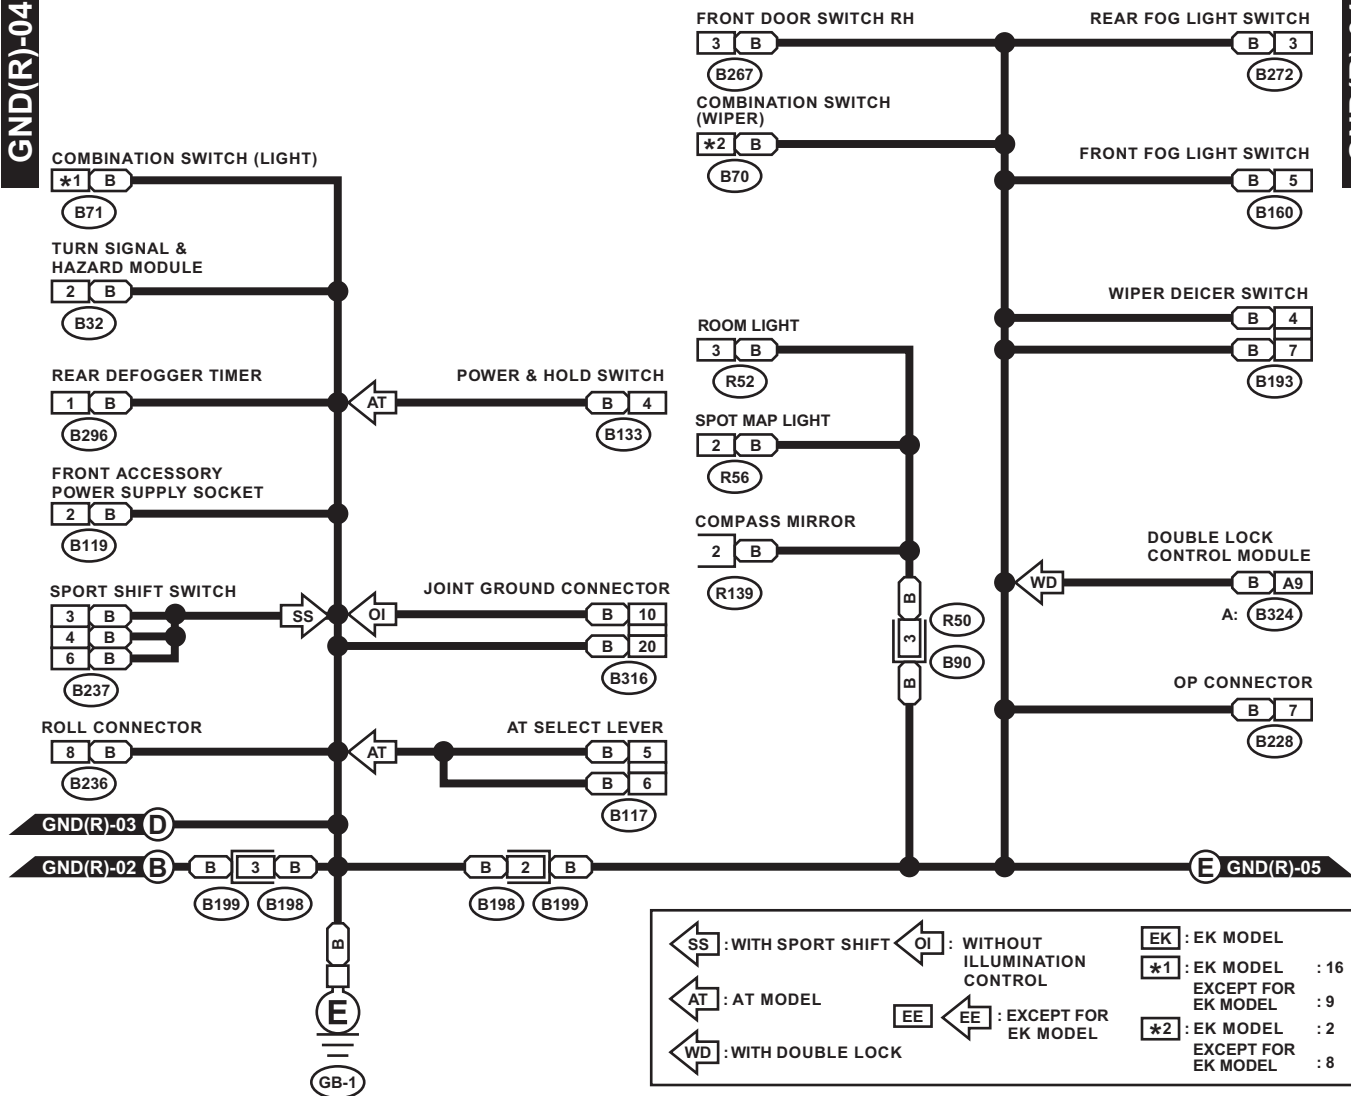 GND(R)-04
COMBINATION SWITCH (LIGHT)
*1 B
B71
TURN SIGNAL &
HAZARD MODULE
2 B
B32
REAR DEFOGGER TIMER
1 B
B296
FRONT ACCESSORY
POWER SUPPLY SOCKET
2 B
B119
SPORT SHIFT SWITCH
3 B
4 B
6 B
B237
SS
ROLL CONNECTOR
8 B
B236
POWER & HOLD SWITCH
AT B 4
B133
JOINT GROUND CONNECTOR
OI B 10
B 20
B316
AT SELECT LEVER
AT B 5
B 6
B117
GND(R)-03 D
GND(R)-02 B B 3 B B 2 B E GND(R)-05
B199 B198 B198 B199
B
E
GB-1
FRONT DOOR SWITCH RH
3 B
B267
COMBINATION SWITCH
(WIPER)
*2 B
B70
ROOM LIGHT
3 B
R52
SPOT MAP LIGHT
2 B
R56
COMPASS MIRROR
2 B
R139
B
3
B
R50
B90
REAR FOG LIGHT SWITCH
B 3
B272
FRONT FOG LIGHT SWITCH
B 5
B160
WIPER DEICER SWITCH
B 4
B 7
B193
DOUBLE LOCK
CONTROL MODULE
WD B A9
A: B324
OP CONNECTOR
B 7
B228
SS : WITH SPORT SHIFT
AT : AT MODEL
WD : WITH DOUBLE LOCK
OI : WITHOUT
ILLUMINATION
CONTROL
EE EE : EXCEPT FOR
EK MODEL
EK : EK MODEL
*1 : EK MODEL : 16
EXCEPT FOR
EK MODEL : 9
*2 : EK MODEL : 2
EXCEPT FOR
EK MODEL : 8